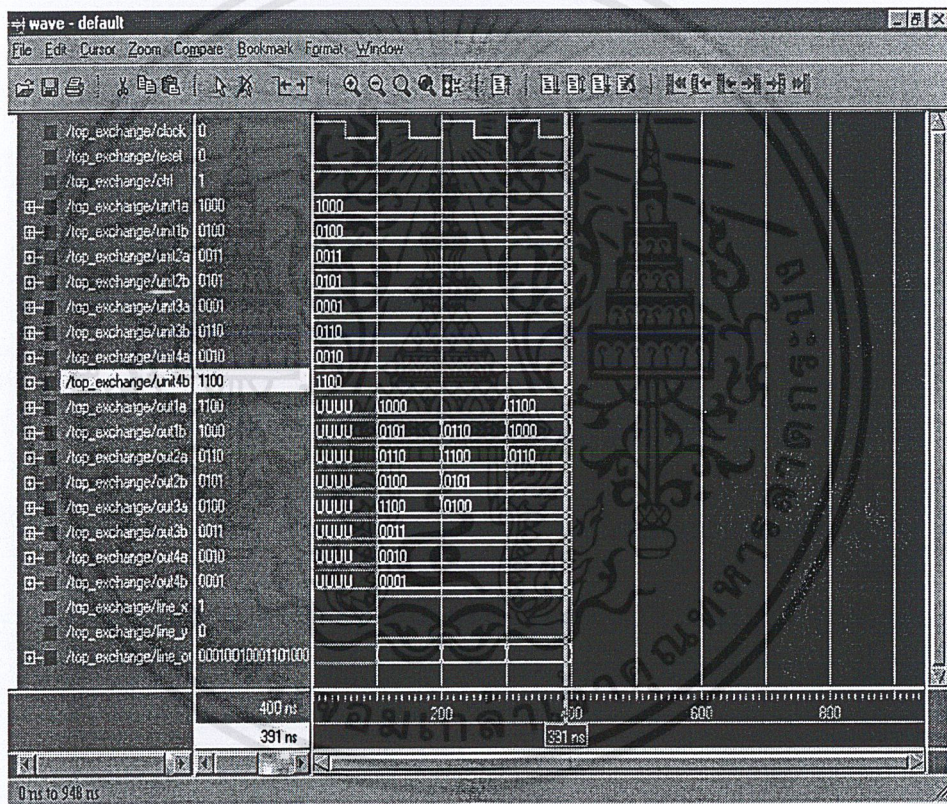 wave - default
File Edit Cursor Zoom Compare Bookmark Format Window
/top_exchange/clock 0
/top_exchange/reset 0
/top_exchange/ctrl 1
/top_exchange/unit1a 1000 1000
/top_exchange/unit1b 0100 0100
/top_exchange/unit2a 0011 0011
/top_exchange/unit2b 0101 0101
/top_exchange/unit3a 0001 0001
/top_exchange/unit3b 0110 0110
/top_exchange/unit4a 0010 0010
/top_exchange/unit4b 1100 1100
/top_exchange/out1a 1100 UUUU 1000 1100
/top_exchange/out1b 1000 UUUU 0101 0110 1000
/top_exchange/out2a 0110 UUUU 0110 1100 0110
/top_exchange/out2b 0101 UUUU 0100 0101
/top_exchange/out3a 0100 UUUU 1100 0100
/top_exchange/out3b 0011 UUUU 0011
/top_exchange/out4a 0010 UUUU 0010
/top_exchange/out4b 0001 UUUU 0001
/top_exchange/line_x 1
/top_exchange/line_y 0
/top_exchange/line_o 00010010001101000
400 ns 200 400 600 800
391 ns 391 ns
0 ns to 948 ns